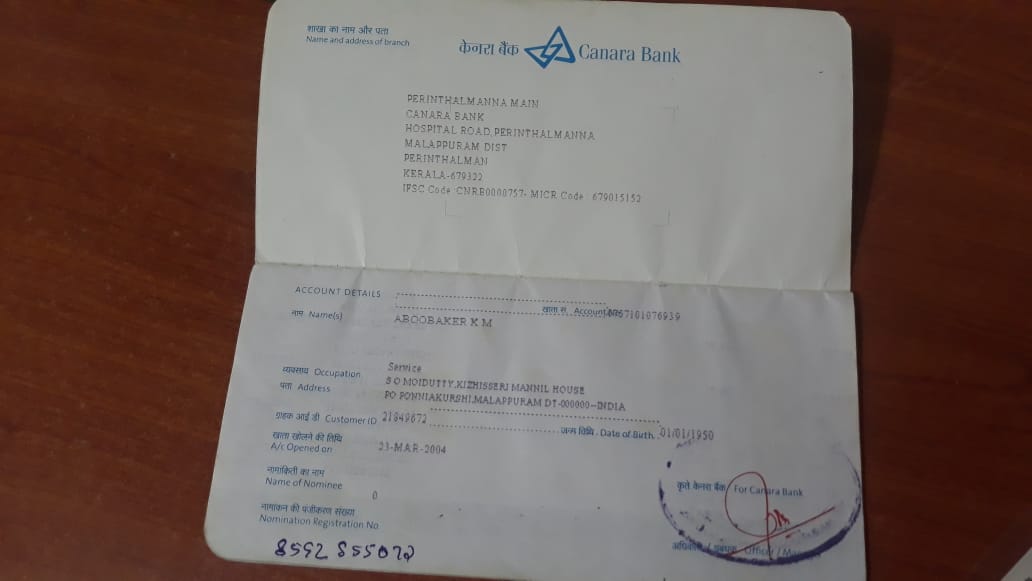 शाखा का नाम और पता
Name and address of branch
केनरा बैंक Canara Bank
PERINTHALMANNA MAIN
CANARA BANK
HOSPITAL ROAD,PERINTHALMANNA
MALAPPURAM DIST
PERINTHALMAN
KERALA-679322
IFSC Code CNRB0000757- MICR Code 679015152
ACCOUNT DETAILS
खाता सं. Account No.
नाम Name(s) ABOOBAKER K M
व्यवसाय Occupation Service
पता Address S O MOIDUTTY,KIZHISSERI MANNIL HOUSE
PO PONNIAKURSHI,MALAPPURAM DT-000000--INDIA
ग्राहक आई डी Customer ID 21849672 जन्म तिथि Date of Birth 01/01/1950
खाता खोलने की तिथि
A/c Opened on 23-MAR-2004
नामाकिती का नाम
Name of Nominee 0
नामांकन की पंजीकरण संख्या
Nomination Registration No
कृते केनरा बैंक For Canara Bank
अधिकारी / प्रबंधक Officer /
8592 855072